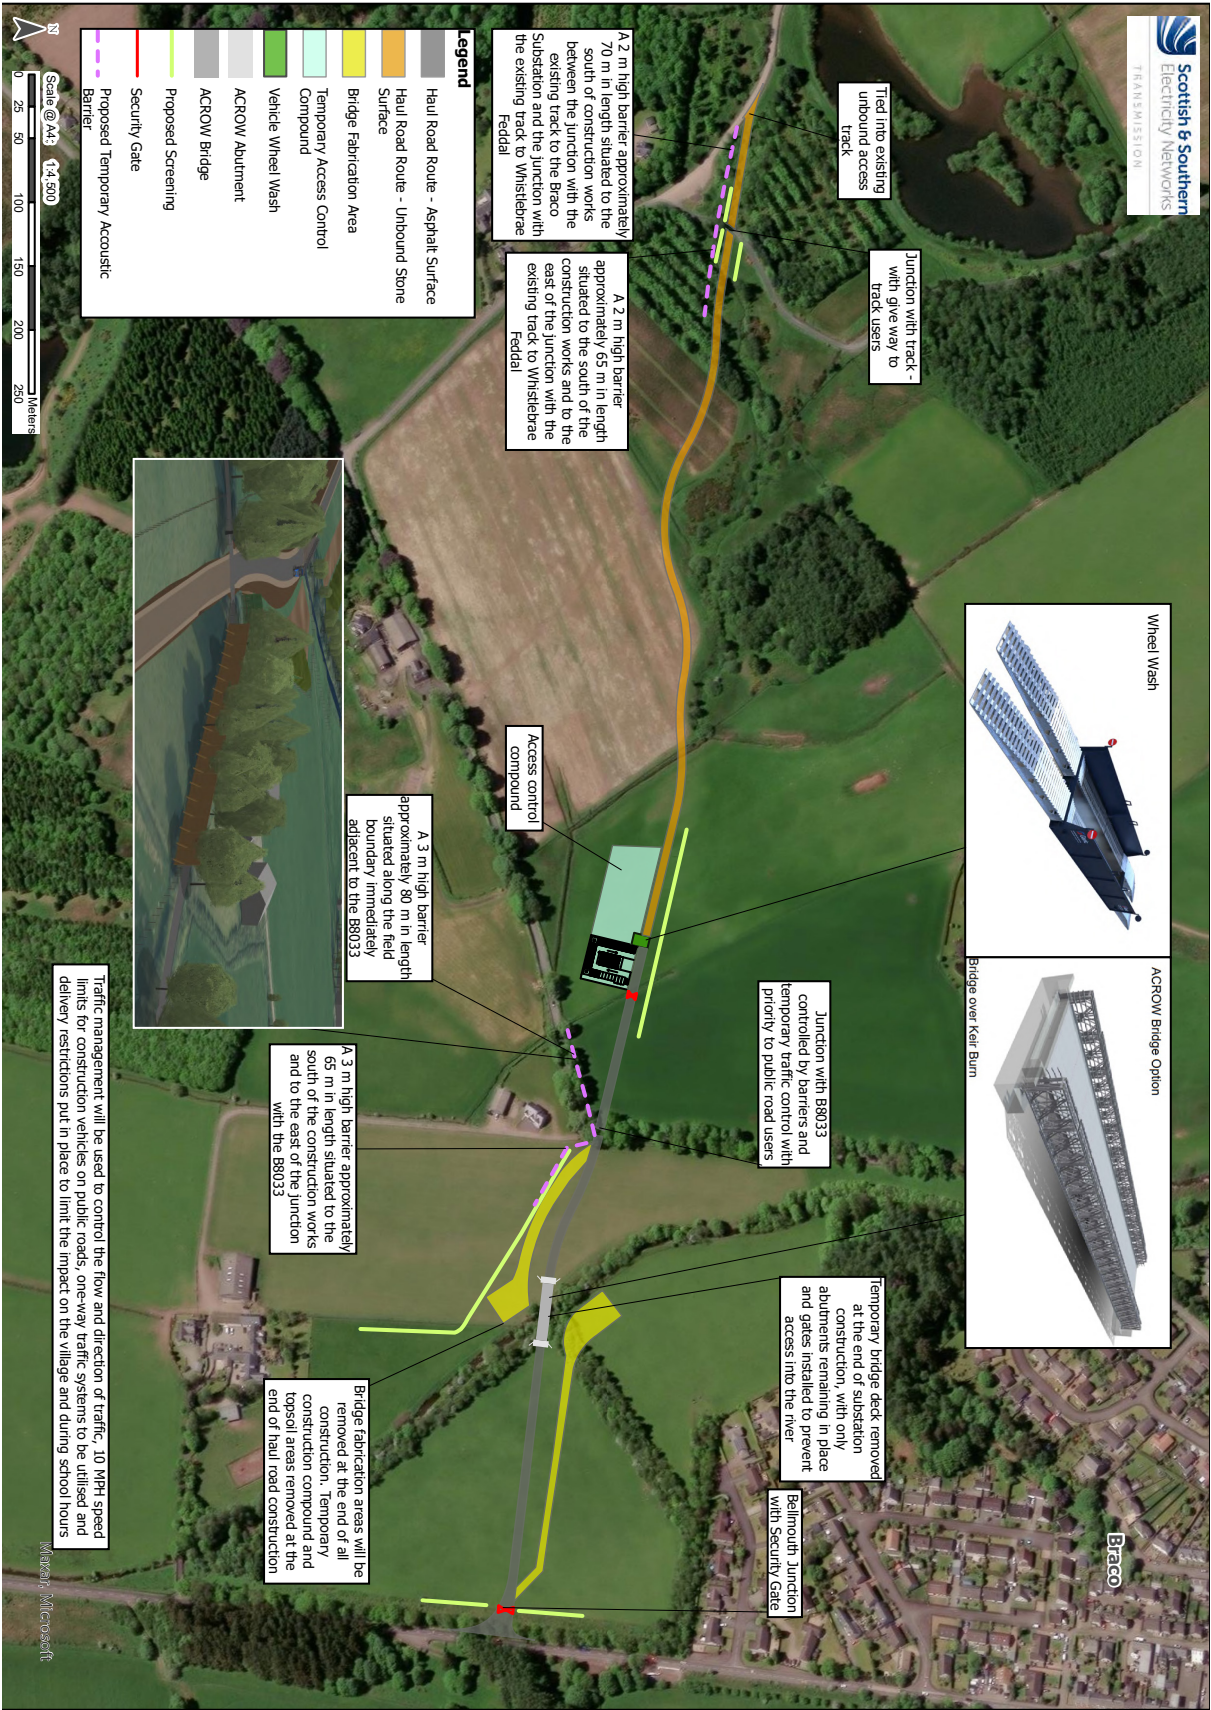 Scottish & Southern
Electricity Networks
TRANSMISSION
Tied into existing
unbound access
track
Junction with track -
with give way to
track users
Wheel Wash
ACROW Bridge Option
Bridge over Keir Burn
Junction with B8033
controlled by barriers and
temporary traffic control with
priority to public road users
Temporary bridge deck removed
at the end of substation
construction, with only
abutments remaining in place
and gates installed to prevent
access into the river
Bellmouth Junction
with Security Gate
Braco
A 2 m high barrier approximately
70 m in length situated to the
south of construction works
between the junction with the
existing track to the Braco
Substation and the junction with
the existing track to Whistlebrae
Feddal
A 2 m high barrier
approximately 65 m in length
situated to the south of the
construction works and to the
east of the junction with the
existing track to Whistlebrae
Feddal
Access control
compound
A 3 m high barrier
approximately 80 m in length
situated along the field
boundary immediately
adjacent to the B8033
A 3 m high barrier approximately
65 m in length situated to the
south of the construction works
and to the east of the junction
with the B8033
Bridge fabrication areas will be
removed at the end of all
construction. Temporary
construction compound and
topsoil areas removed at the
end of haul road construction
Legend
Haul Road Route - Asphalt Surface
Haul Road Route - Unbound Stone
Surface
Bridge Fabrication Area
Temporary Access Control
Compound
Vehicle Wheel Wash
ACROW Abutment
ACROW Bridge
Proposed Screening
Security Gate
Proposed Temporary Acoustic
Barrier
N
Scale @ A4: 1:4,500
0 25 50 100 150 200 250
Meters
Traffic management will be used to control the flow and direction of traffic, 10 MPH speed
limits for construction vehicles on public roads, one-way traffic systems to be utilised and
delivery restrictions put in place to limit the impact on the village and during school hours
Maxar, Microsoft